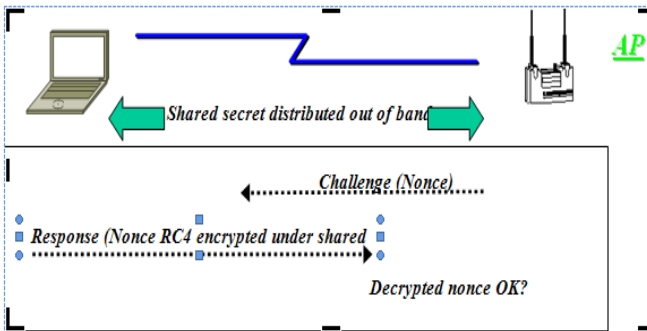 AP
Shared secret distributed out of band
Challenge (Nonce)
Response (Nonce RC4 encrypted under shared
Decrypted nonce OK?